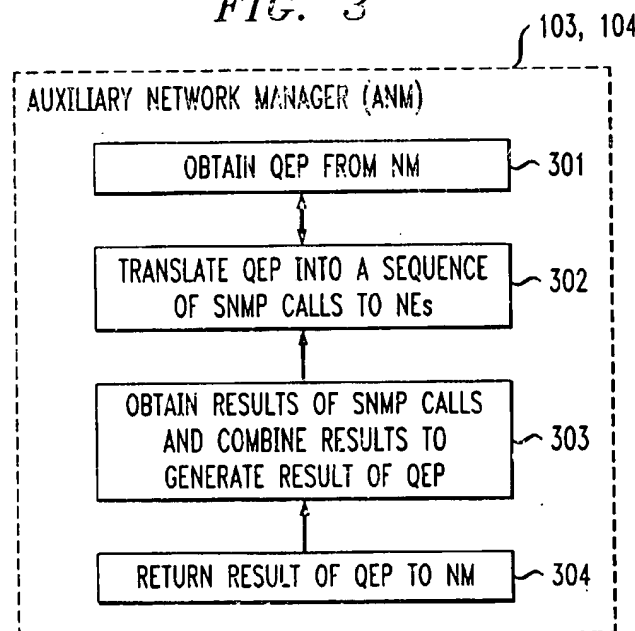 FIG. 3
103, 104
AUXILIARY NETWORK MANAGER (ANM)
OBTAIN QEP FROM NM
301
TRANSLATE QEP INTO A SEQUENCE
OF SNMP CALLS TO NEs
302
OBTAIN RESULTS OF SNMP CALLS
AND COMBINE RESULTS TO
GENERATE RESULT OF QEP
303
RETURN RESULT OF QEP TO NM
304